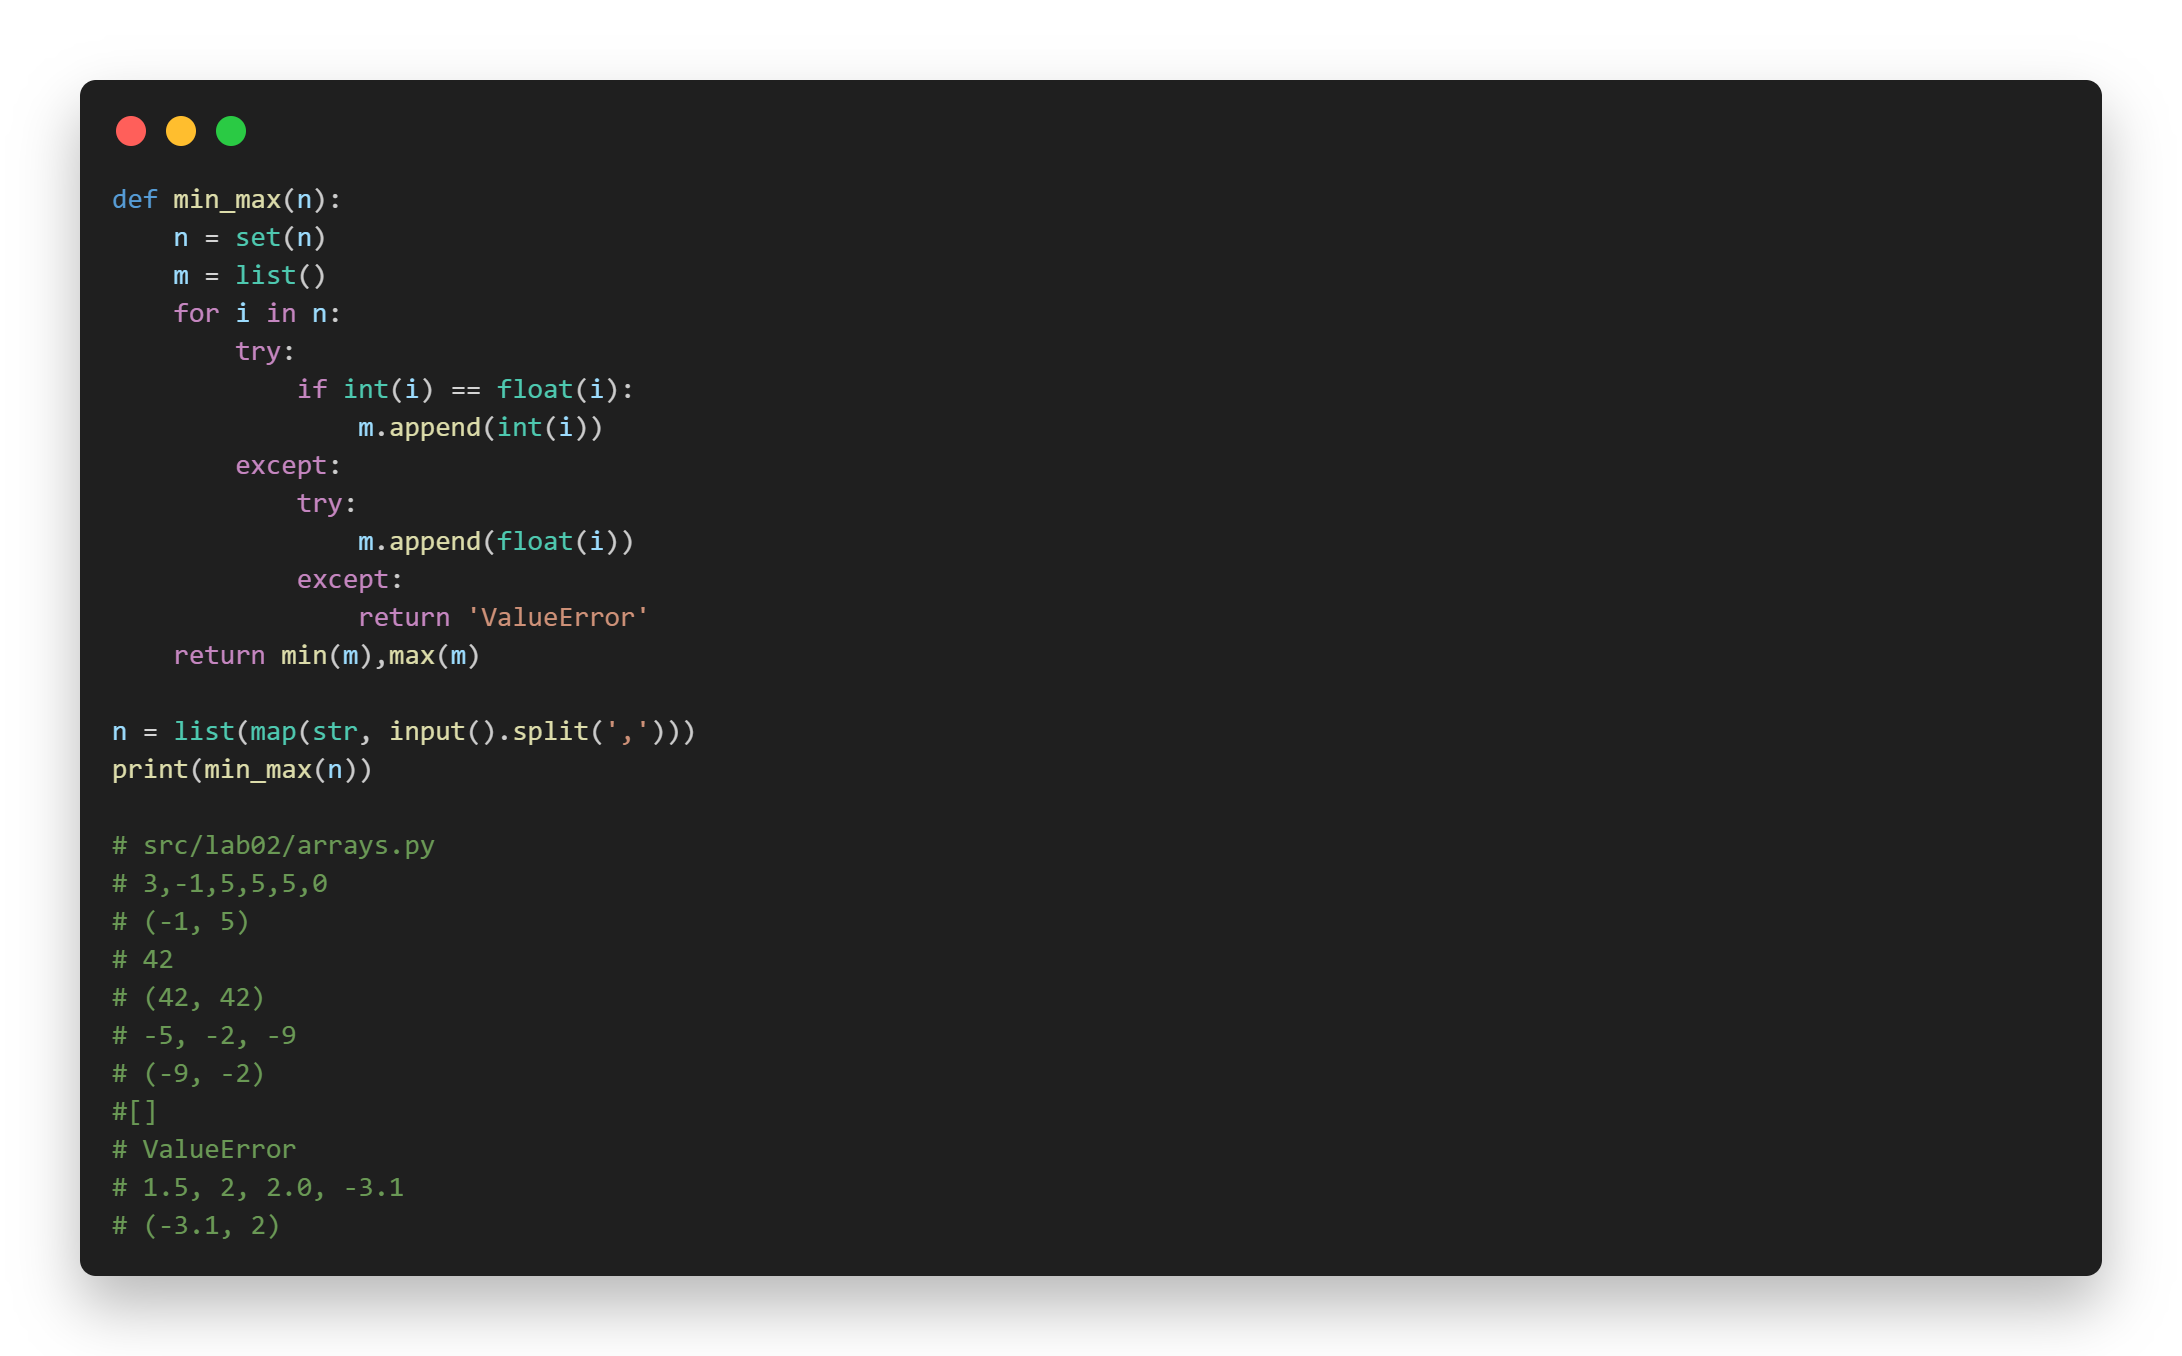 def min_max(n):
    n = set(n)
    m = list()
    for i in n:
        try:
            if int(i) == float(i):
                m.append(int(i))
        except:
            try:
                m.append(float(i))
            except:
                return 'ValueError'
    return min(m),max(m)
n = list(map(str, input().split(',')))
print(min_max(n))
# src/lab02/arrays.py
# 3,-1,5,5,5,0
# (-1, 5)
# 42
# (42, 42)
# -5, -2, -9
# (-9, -2)
#[]
# ValueError
# 1.5, 2, 2.0, -3.1
# (-3.1, 2)